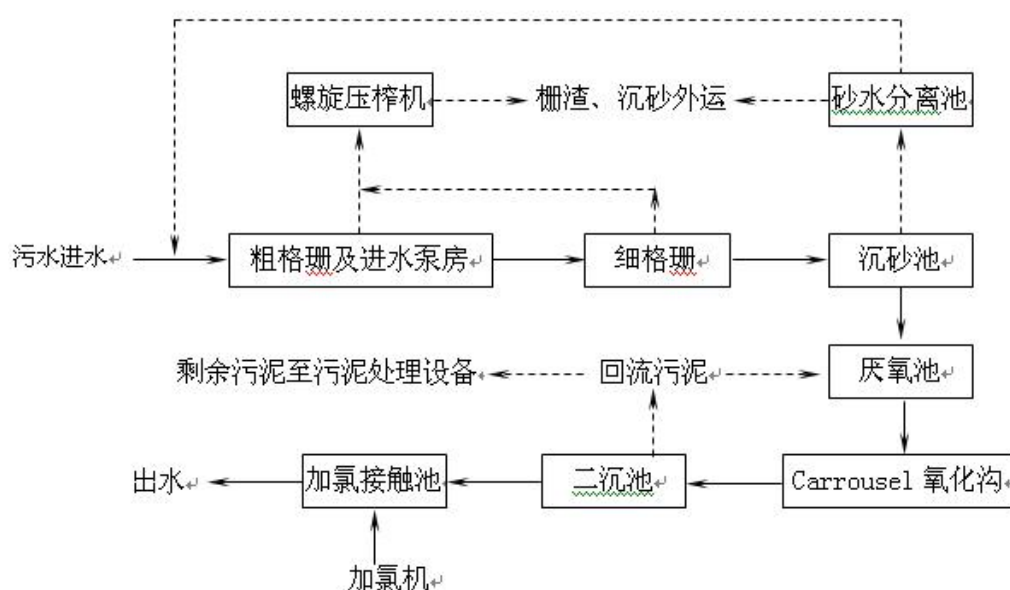 螺旋压榨机
栅渣、沉砂外运
砂水分离池
污水进水
粗格珊及进水泵房
细格珊
沉砂池
剩余污泥至污泥处理设备
回流污泥
厌氧池
出水
加氯接触池
二沉池
Carrousel 氧化沟
加氯机